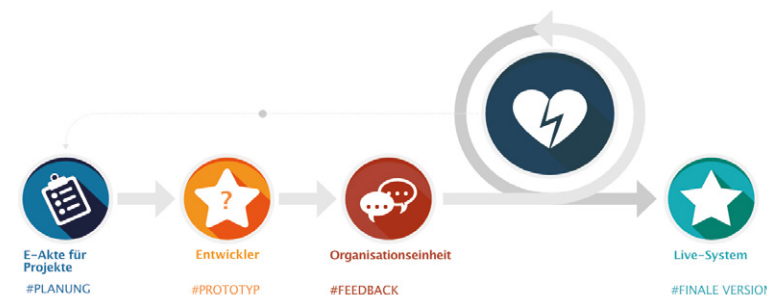 ?
E-Akte für
Projekte
Entwickler
Organisationseinheit
Live-System
#PLANUNG
#PROTOTYP
#FEEDBACK
#FINALE VERSION